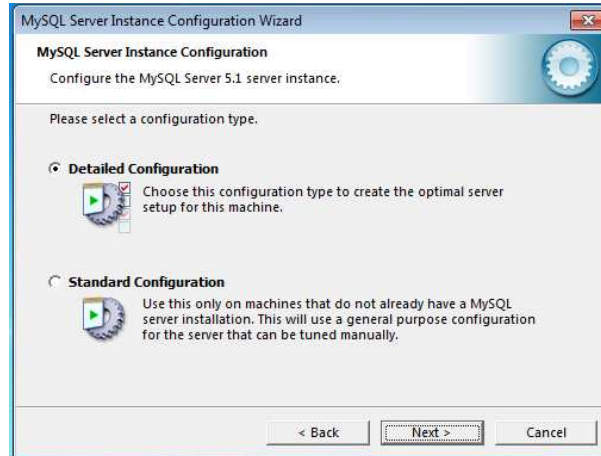 MySQL Server Instance Configuration Wizard
MySQL Server Instance Configuration
Configure the MySQL Server 5.1 server instance.
Please select a configuration type.
Detailed Configuration
Choose this configuration type to create the optimal server
setup for this machine.
Standard Configuration
Use this only on machines that do not already have a MySQL
server installation. This will use a general purpose configuration
for the server that can be tuned manually.
< Back
Next >
Cancel